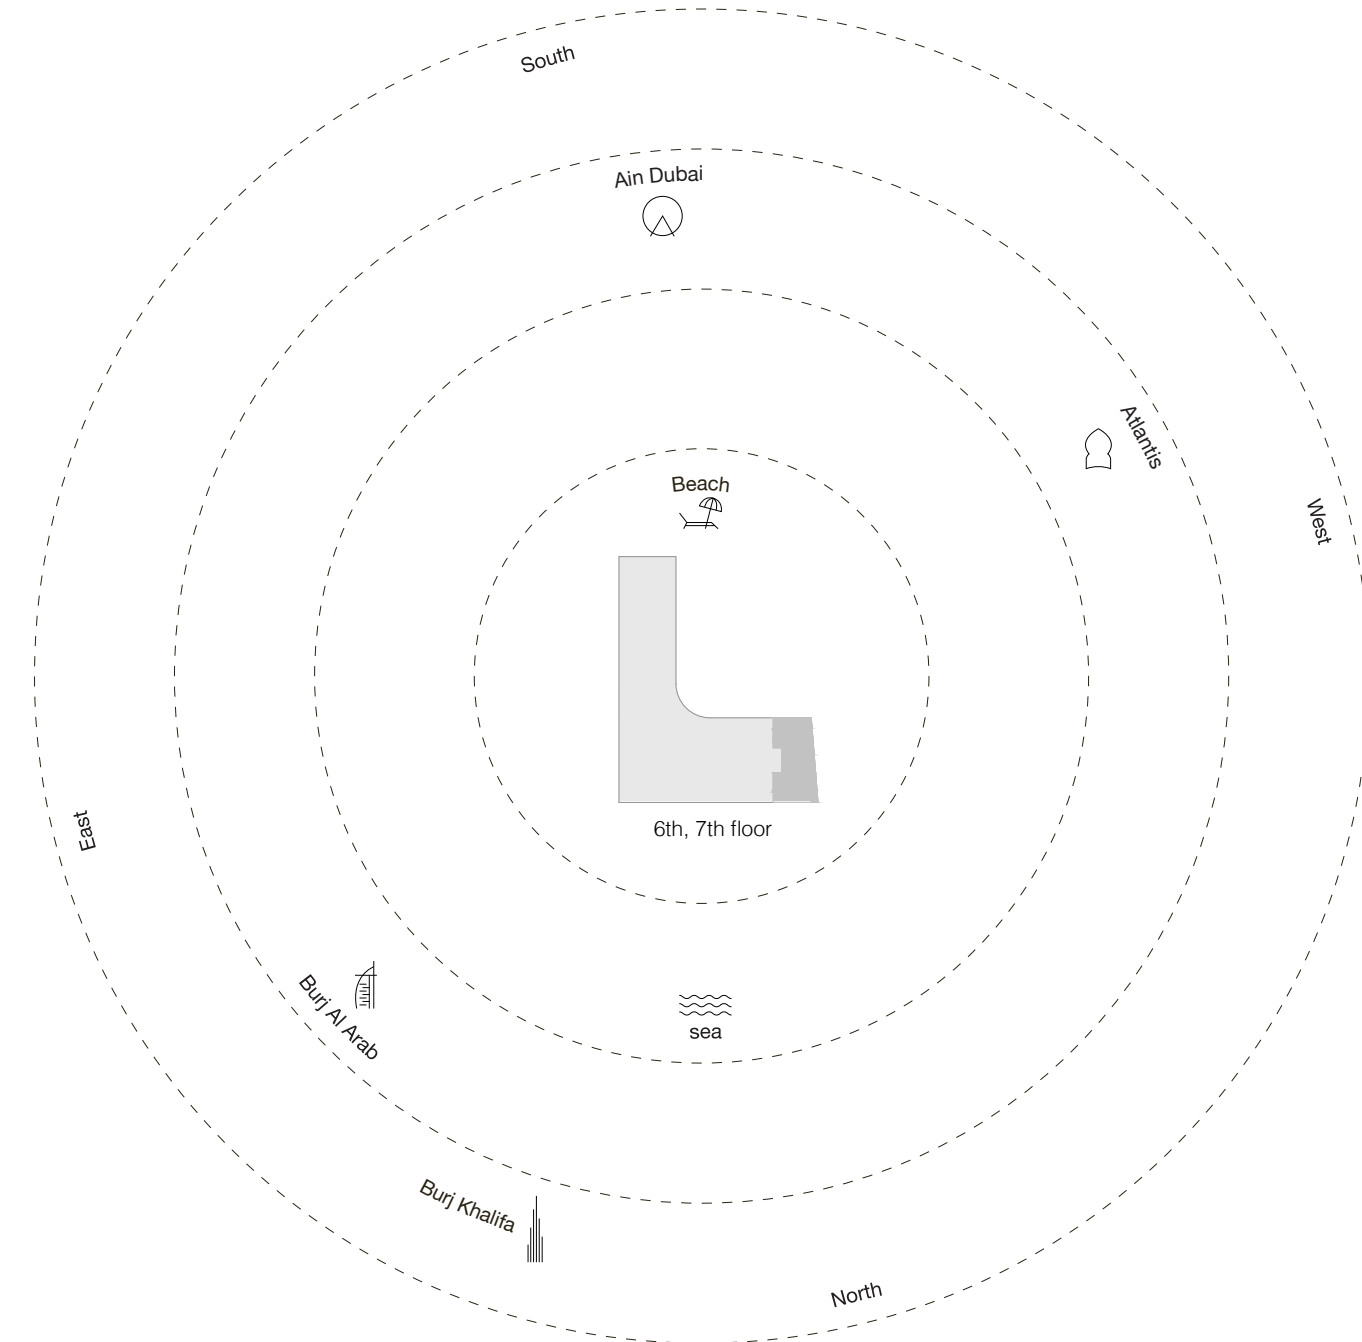 South
Ain Dubai
Atlantis
Beach
West
6th, 7th floor
East
Burj Al Arab
sea
Burj Khalifa
North